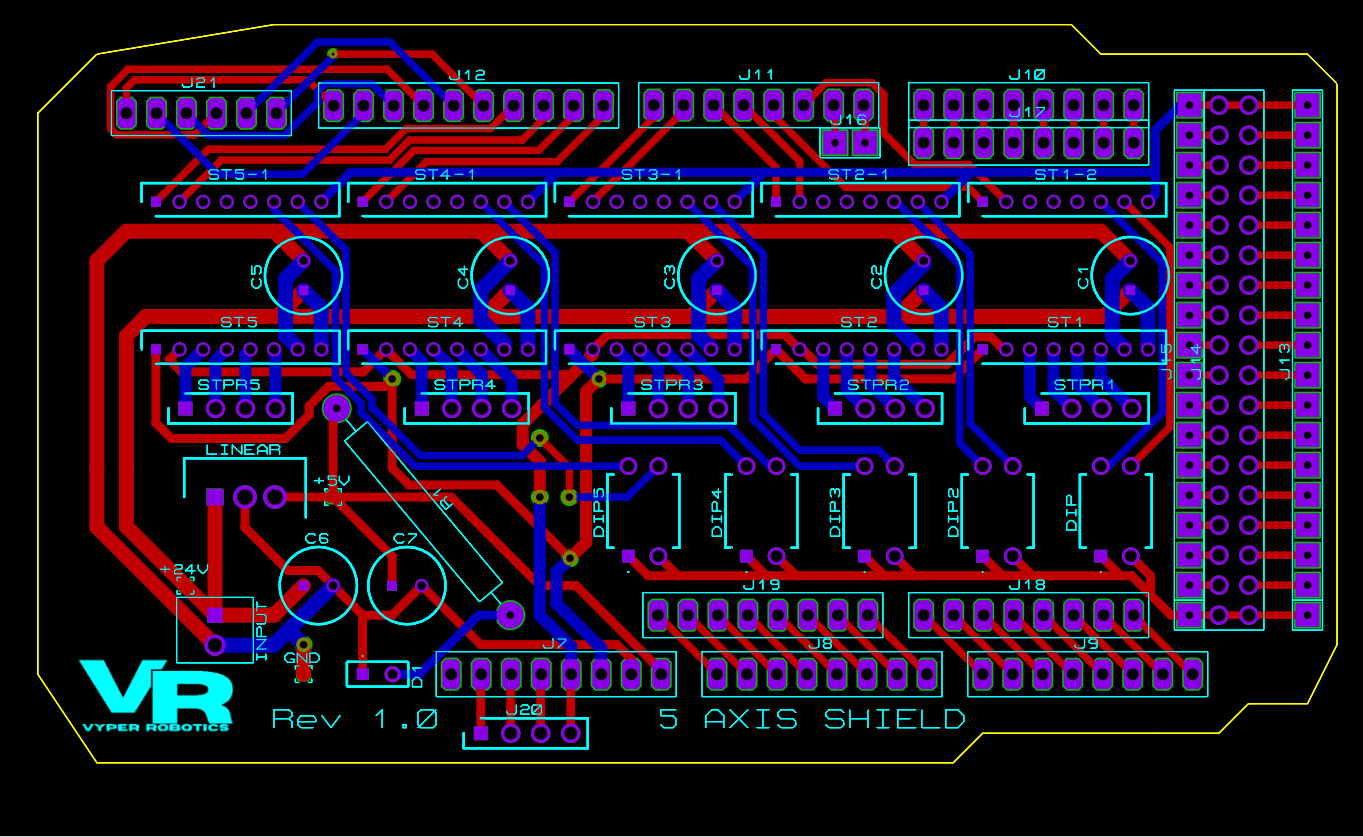 J21
J12
J11
J10
J16
J17
ST5-1
ST4-1
ST3-1
ST2-1
ST1-2
C5
C4
C3
C2
C1
ST5
ST4
ST3
ST2
ST1
J15
J14
J13
STPR5
STPR4
STPR3
STPR2
STPR1
LINEAR
+5V
R1
DIP5
DIP4
DIP3
DIP2
DIP
C6
C7
+24V
J19
J18
INPUT
GND
D1
J7
J8
J9
VR
VYPER ROBOTICS
Rev 1.0
J20
5 AXIS SHIELD